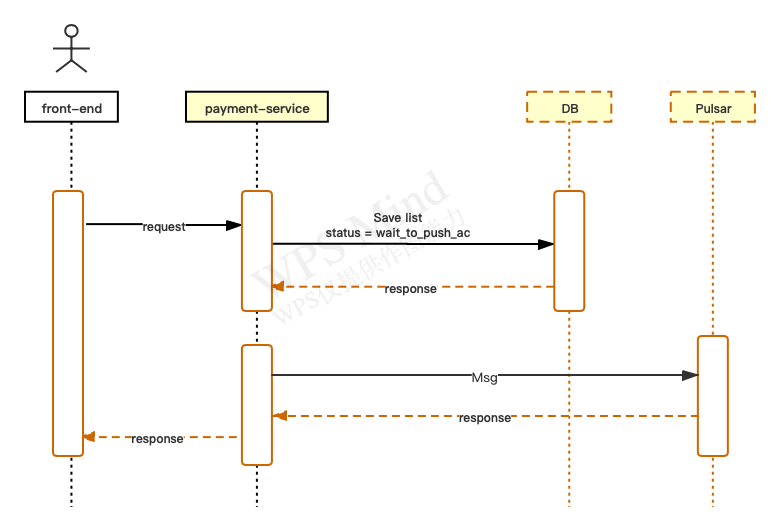 front-end
payment-service
DB
Pulsar
WPS Mind
WPS仅提供作图能力
request
Save list
status = wait_to_push_ac
response
Msg
response
response